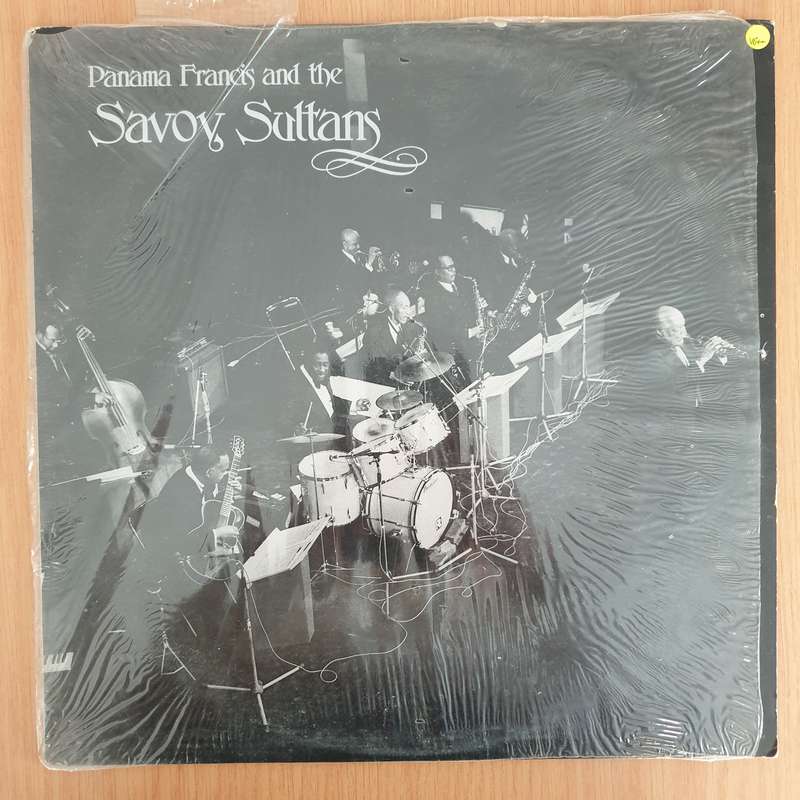 Panama Francis and the
Savoy Sultans